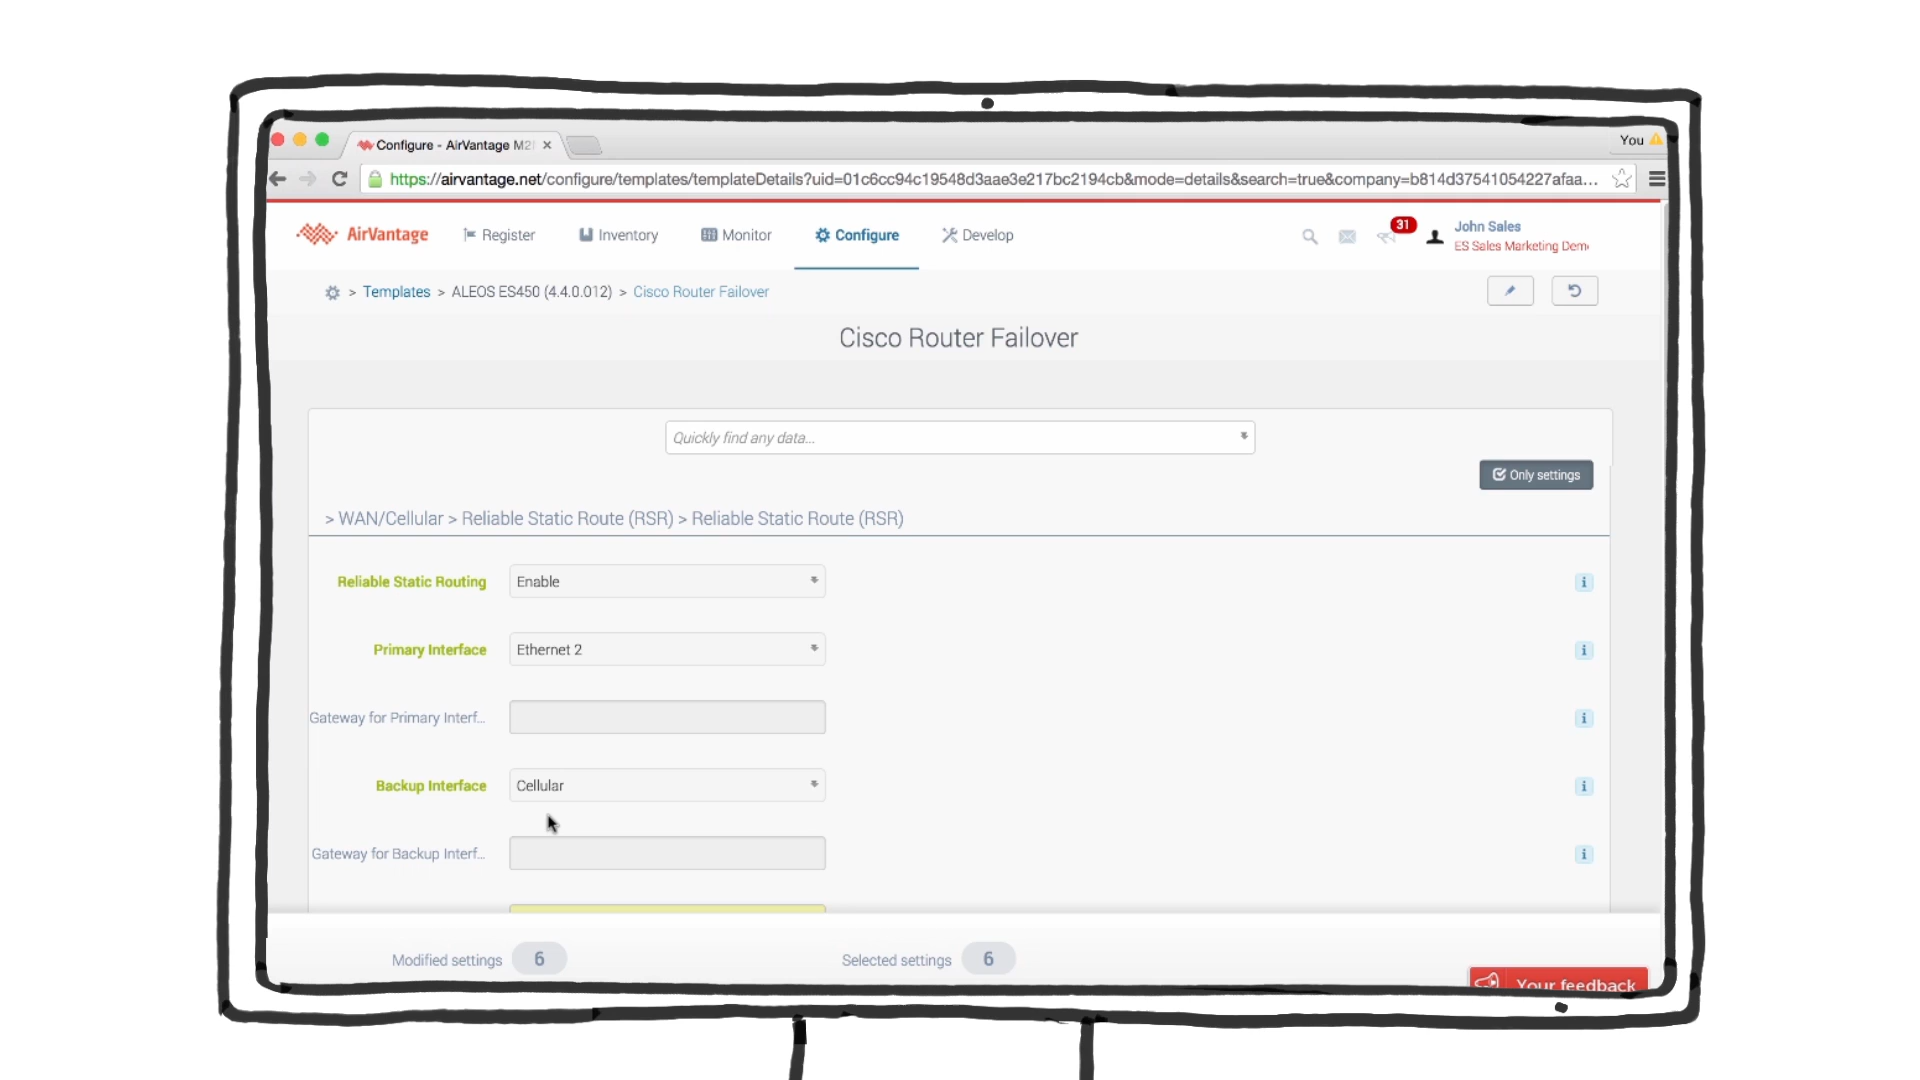 Configure - AirVantage M2
You
https://airvantage.net/configure/templates/templateDetails?uid=01c6cc94c19548d3aae3e217bc2194cb&mode=details&search=true&company=b814d37541054227afaa...
AirVantage
Register
Inventory
Monitor
Configure
Develop
31
John Sales
ES Sales Marketing Dem
> Templates > ALEOS ES450 (4.4.0.012) > Cisco Router Failover
Cisco Router Failover
Quickly find any data...
Only settings
> WAN/Cellular > Reliable Static Route (RSR) > Reliable Static Route (RSR)
Reliable Static Routing Enable
Primary Interface Ethernet 2
Gateway for Primary Interf...
Backup Interface Cellular
Gateway for Backup Interf...
Modified settings 6
Selected settings 6
Your feedback